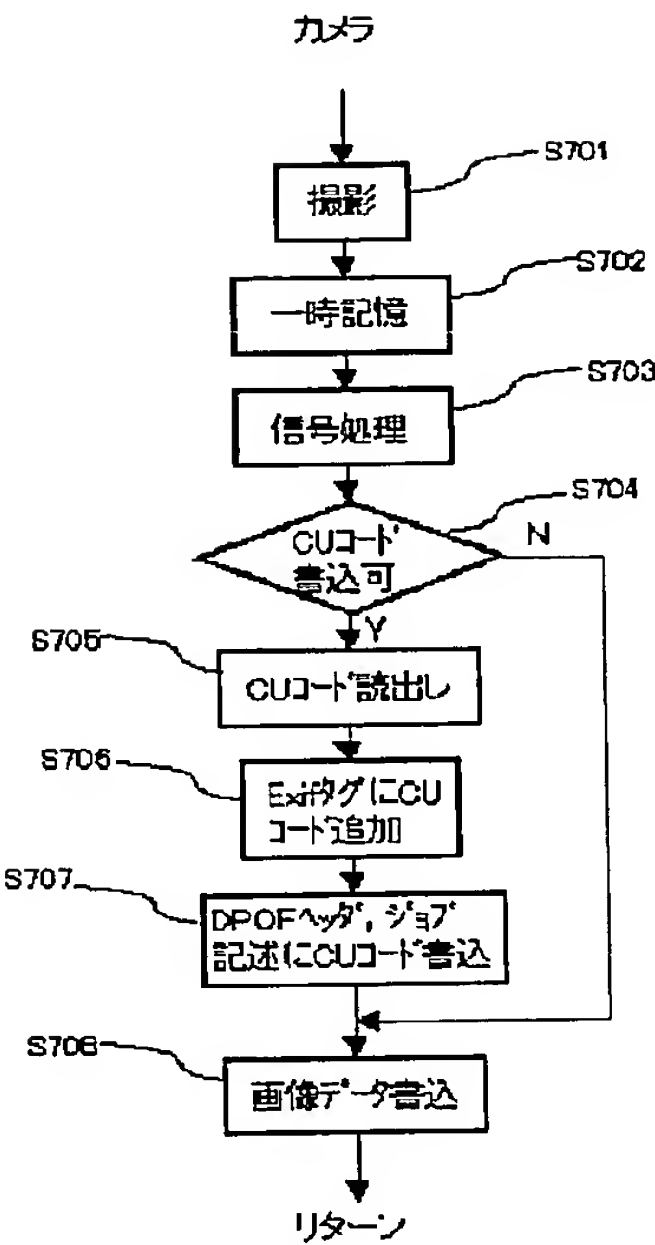 カメラ
S701
撮影
S702
一時記憶
S703
信号処理
S704
CUコード
書込可
N
Y
S705
CUコード読出し
S706
ExifタグにCU
コード追加
S707
DPOFヘッダ,ジョブ
記述にCUコード書込
S708
画像データ書込
リターン